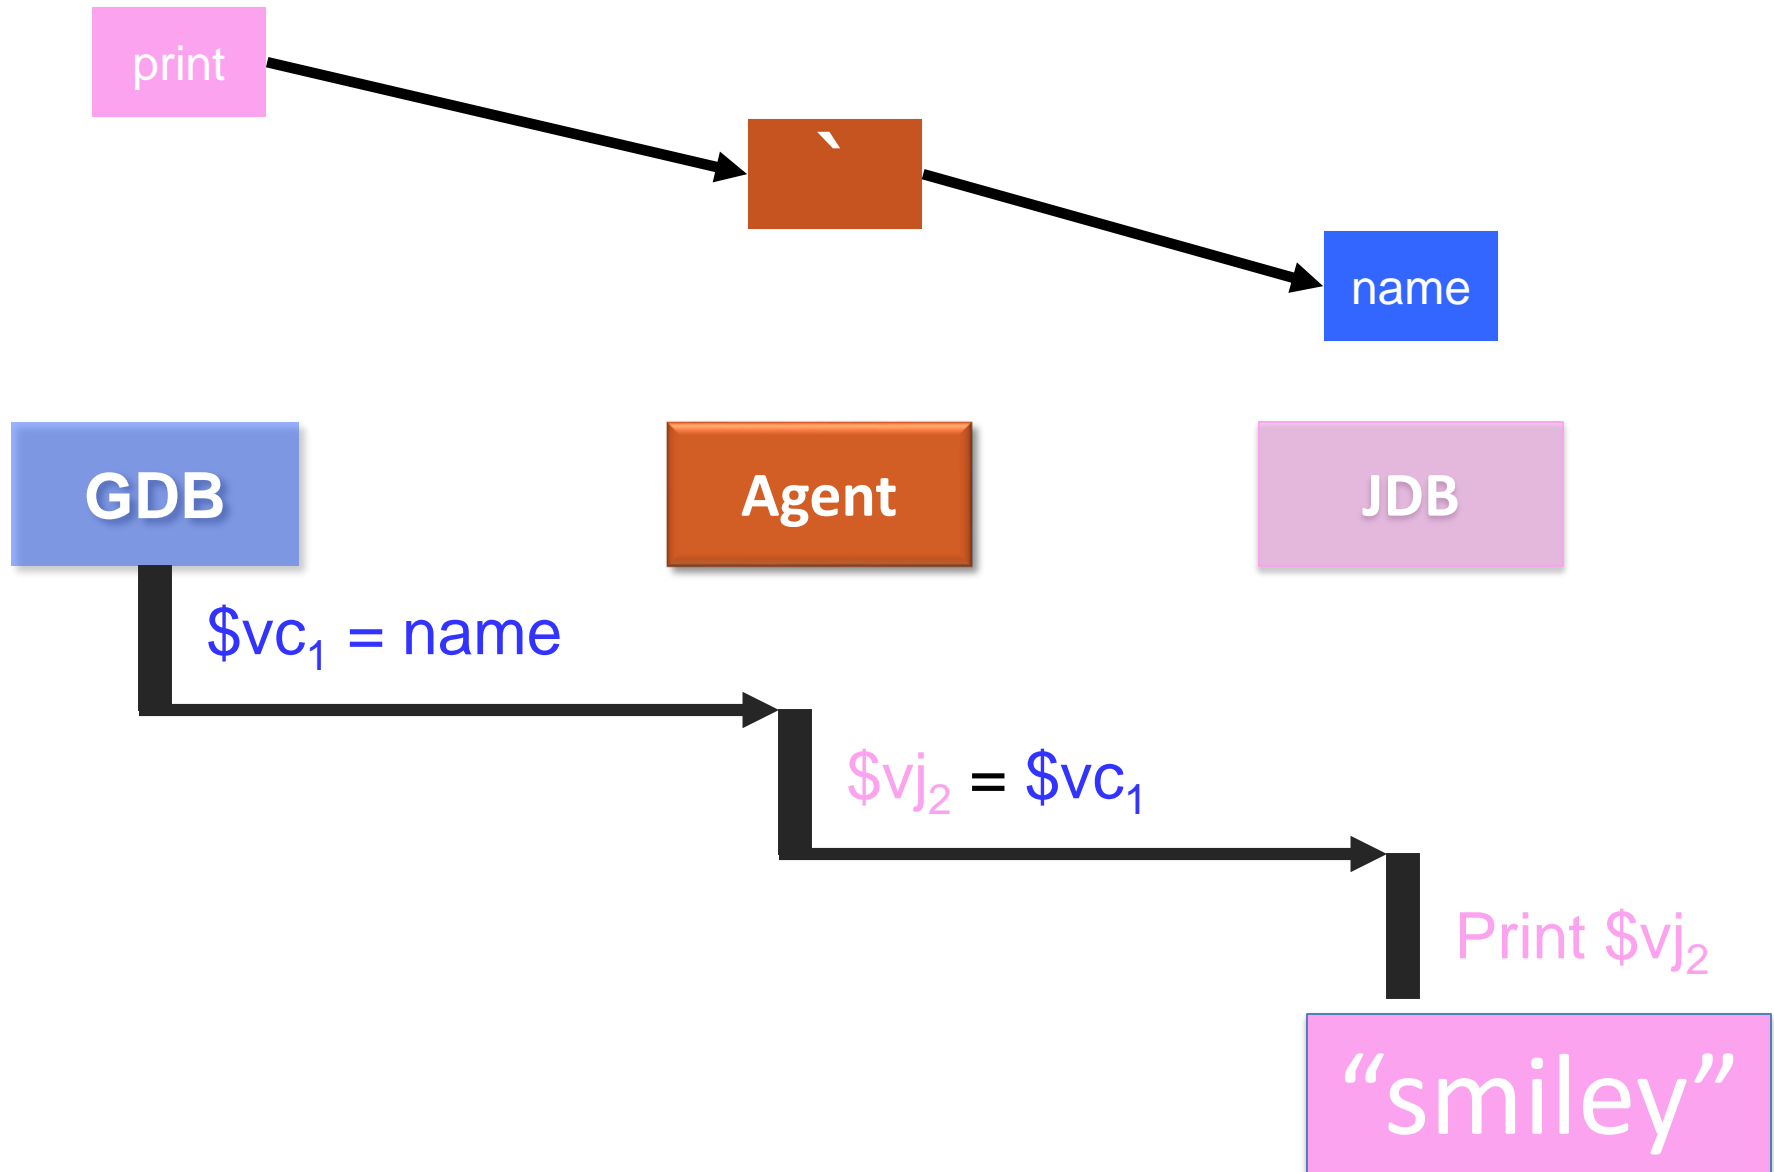 print
`
name
GDB
Agent
JDB
$vc₁ = name
$vj₂ = $vc₁
Print $vj₂
“smiley”